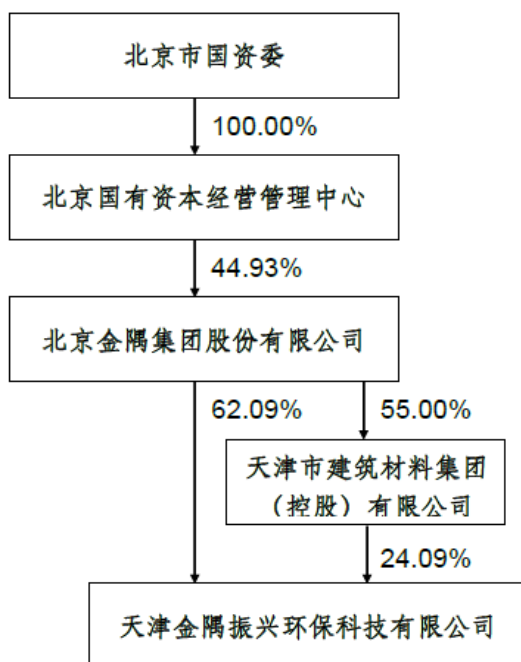 北京市国资委
100.00%
北京国有资本经营管理中心
44.93%
北京金隅集团股份有限公司
62.09%
55.00%
天津市建筑材料集团
（控股）有限公司
24.09%
天津金隅振兴环保科技有限公司